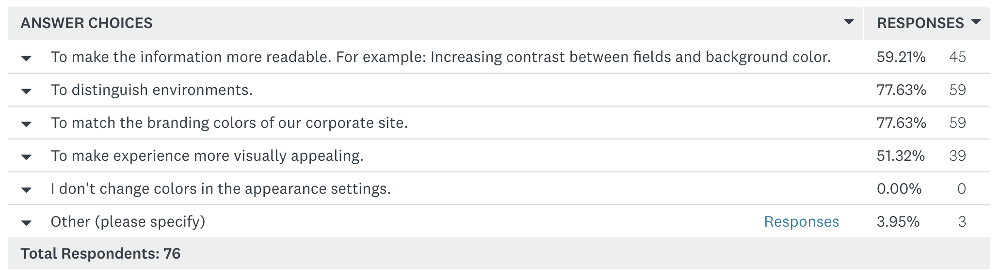 ANSWER CHOICES RESPONSES
To make the information more readable. For example: Increasing contrast between fields and background color. 59.21% 45
To distinguish environments. 77.63% 59
To match the branding colors of our corporate site. 77.63% 59
To make experience more visually appealing. 51.32% 39
I don't change colors in the appearance settings. 0.00% 0
Other (please specify) Responses 3.95% 3
Total Respondents: 76